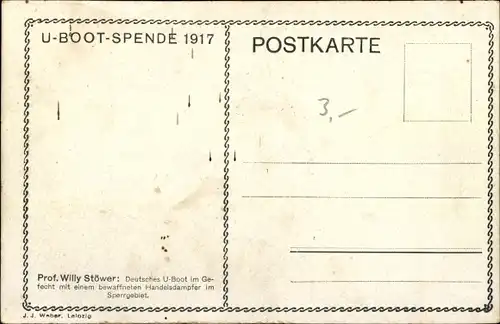 U-BOOT-SPENDE 1917
POSTKARTE
3,-
Prof. Willy Stöwer: Deutsches U-Boot im Ge-
fecht mit einem bewaffneten Handelsdampfer im
Sperrgebiet.
J. J. Weber, Leipzig